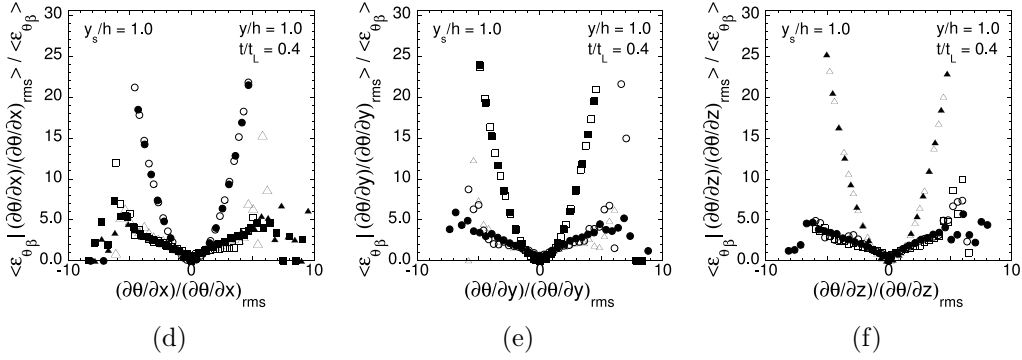 <ε_θβ | (∂θ/∂x)/(∂θ/∂x)_rms> / <ε_θβ>
30
25
20
15
10
5.0
0.0
y_s/h = 1.0
y/h = 1.0
t/t_L = 0.4
-10
0
10
(∂θ/∂x)/(∂θ/∂x)_rms
(d)
<ε_θβ | (∂θ/∂y)/(∂θ/∂y)_rms> / <ε_θβ>
30
25
20
15
10
5.0
0.0
y_s/h = 1.0
y/h = 1.0
t/t_L = 0.4
-10
0
10
(∂θ/∂y)/(∂θ/∂y)_rms
(e)
<ε_θβ | (∂θ/∂z)/(∂θ/∂z)_rms> / <ε_θβ>
30
25
20
15
10
5.0
0.0
y_s/h = 1.0
y/h = 1.0
t/t_L = 0.4
-10
0
10
(∂θ/∂z)/(∂θ/∂z)_rms
(f)